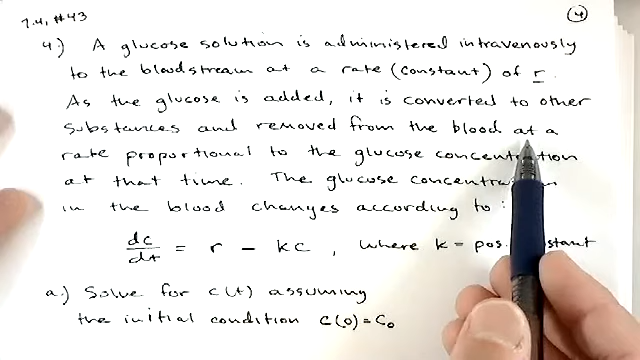 7.4, #43
4
4.) A glucose solution is administered intravenously
to the bloodstream at a rate (constant) of r.
As the glucose is added, it is converted to other
substances and removed from the blood at a
rate proportional to the glucose concentration
at that time. The glucose concentration
in the blood changes according to:
dc/dt = r - kc, where k = pos. constant
a.) Solve for c(t) assuming
the initial condition c(0) = c₀